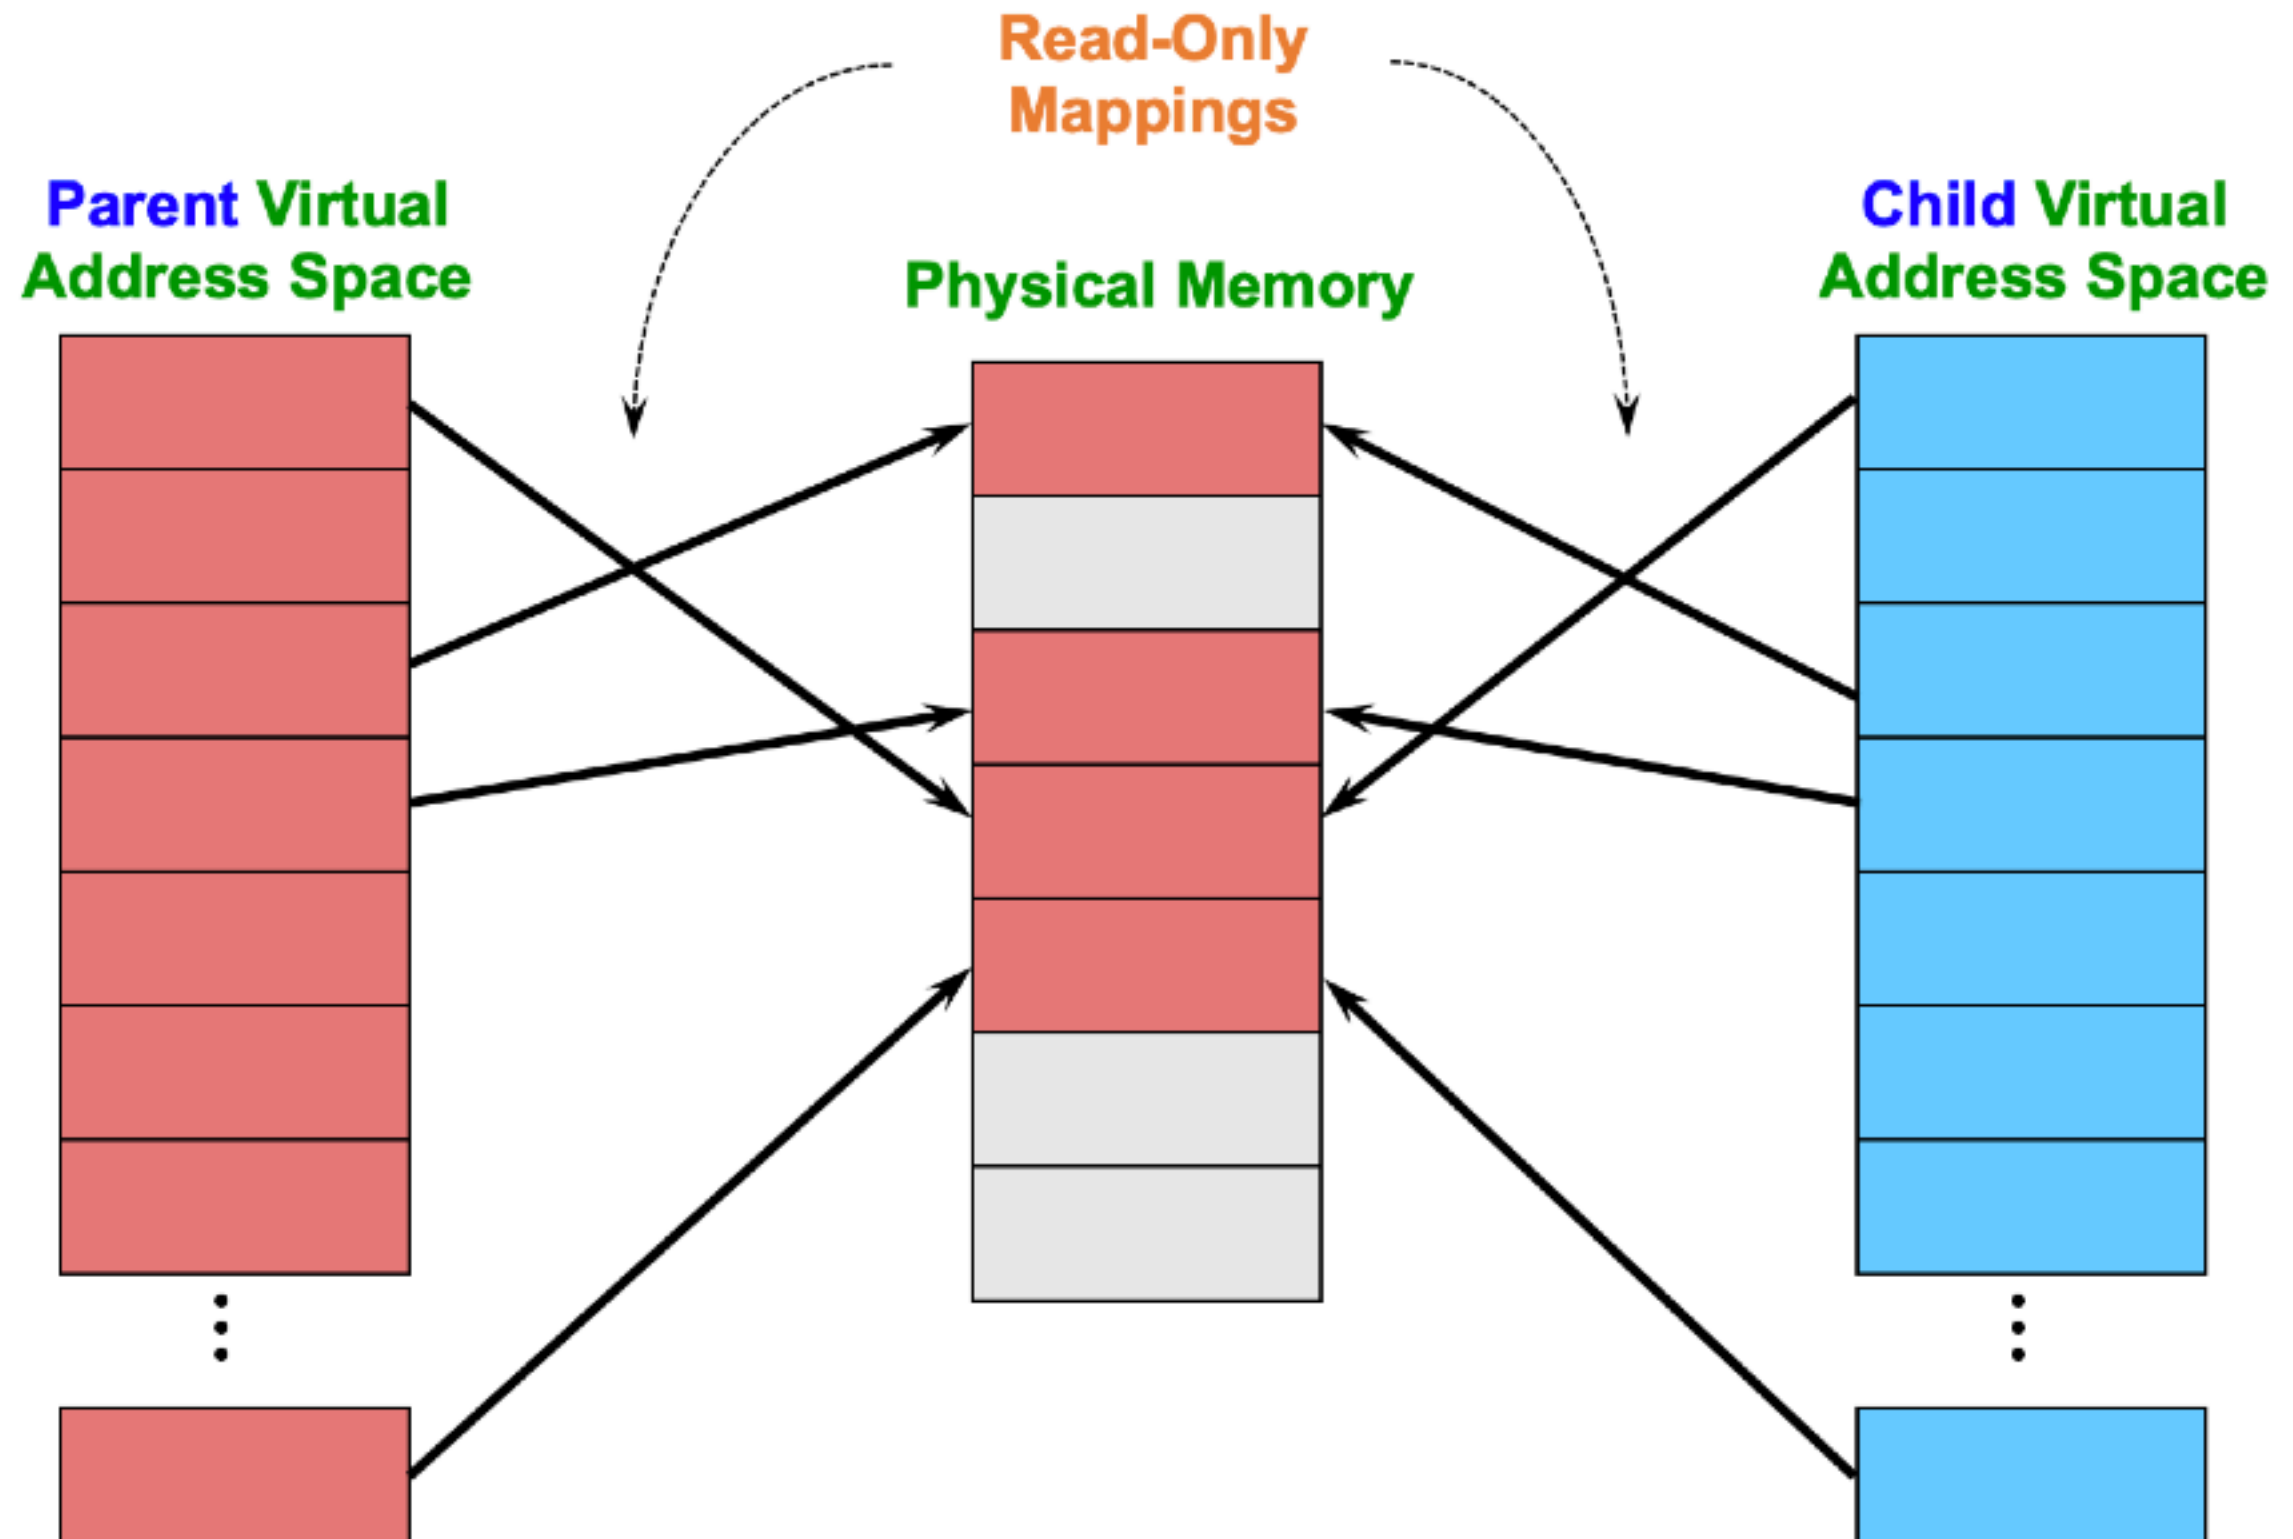 Read-Only
Mappings
Parent Virtual
Address Space
Physical Memory
Child Virtual
Address Space